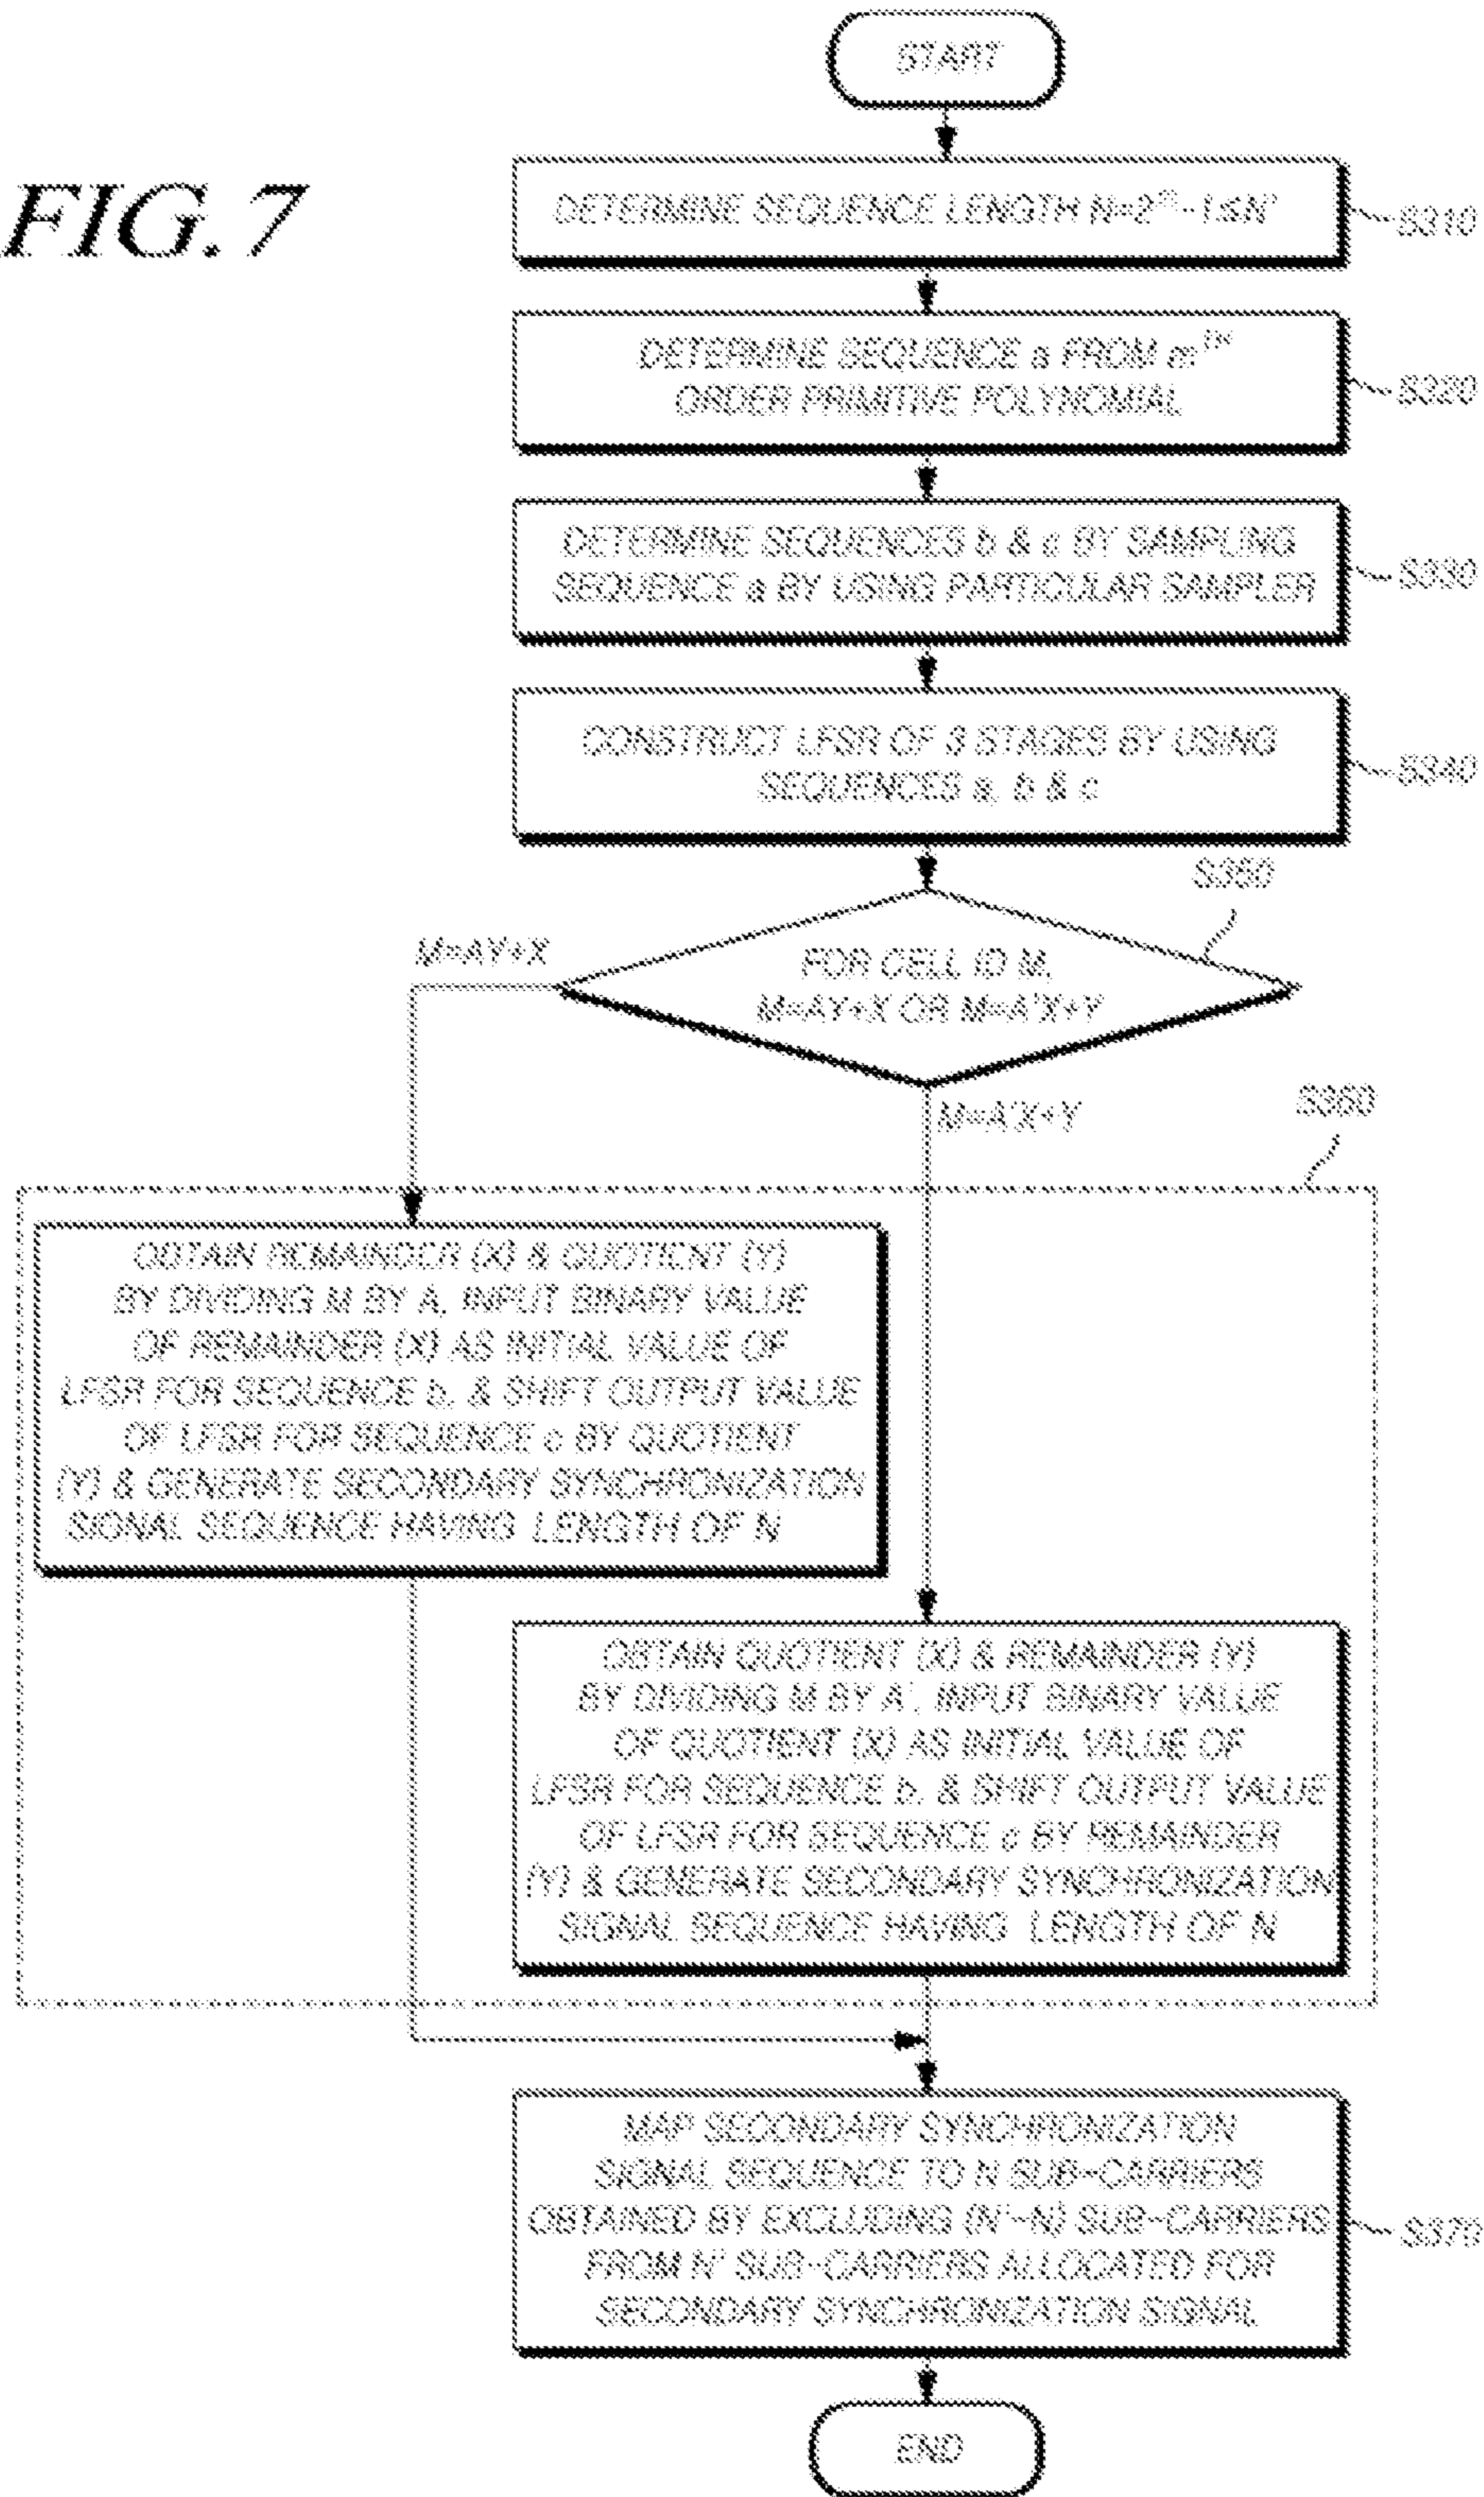 FIG. 7
START
DETERMINE SEQUENCE LENGTH N=2^m-1≤N'
S310
DETERMINE SEQUENCE a FROM m^TH
ORDER PRIMITIVE POLYNOMIAL
S320
DETERMINE SEQUENCES b & c BY SAMPLING
SEQUENCE a BY USING PARTICULAR SAMPLER
S330
CONSTRUCT LFSR OF 3 STAGES BY USING
SEQUENCES a, b & c
S340
S350
FOR CELL ID M,
M=AY+X OR M=A'X+Y
M=AY+X
M=A'X+Y
S360
OBTAIN REMAINDER (X) & QUOTIENT (Y)
BY DIVIDING M BY A, INPUT BINARY VALUE
OF REMAINDER (X) AS INITIAL VALUE OF
LFSR FOR SEQUENCE b, & SHIFT OUTPUT VALUE
OF LFSR FOR SEQUENCE c BY QUOTIENT
(Y) & GENERATE SECONDARY SYNCHRONIZATION
SIGNAL SEQUENCE HAVING LENGTH OF N
OBTAIN QUOTIENT (X) & REMAINDER (Y)
BY DIVIDING M BY A', INPUT BINARY VALUE
OF QUOTIENT (X) AS INITIAL VALUE OF
LFSR FOR SEQUENCE b, & SHIFT OUTPUT VALUE
OF LFSR FOR SEQUENCE c BY REMAINDER
(Y) & GENERATE SECONDARY SYNCHRONIZATION
SIGNAL SEQUENCE HAVING LENGTH OF N
MAP SECONDARY SYNCHRONIZATION
SIGNAL SEQUENCE TO N SUB-CARRIERS
OBTAINED BY EXCLUDING (N'-N) SUB-CARRIERS
FROM N' SUB-CARRIERS ALLOCATED FOR
SECONDARY SYNCHRONIZATION SIGNAL
S370
END